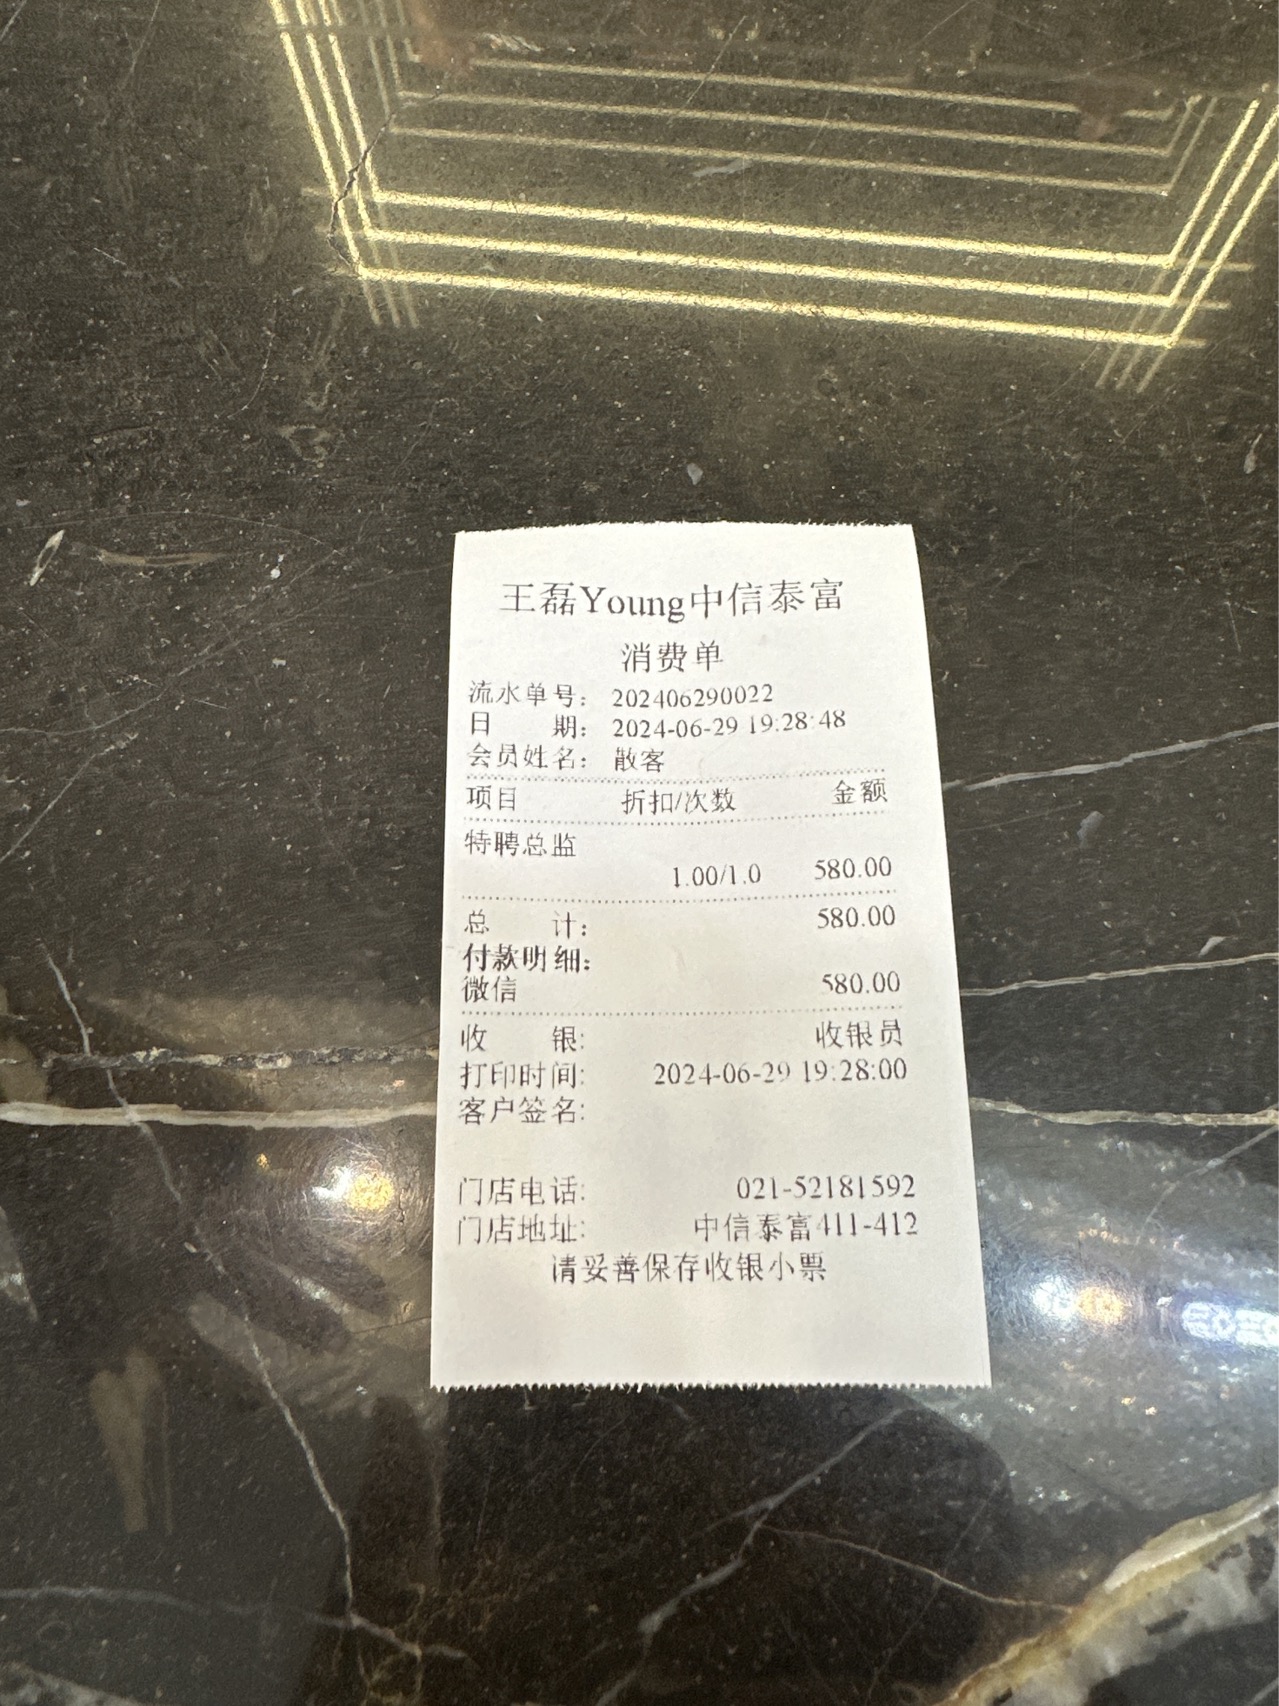 王磊Young中信泰富
消费单
流水单号： 202406290022
日 期： 2024-06-29 19:28:48
会员姓名： 散客
项目 折扣/次数 金额
特聘总监
1.00/1.0 580.00
总 计： 580.00
付款明细：
微信 580.00
收 银: 收银员
打印时间: 2024-06-29 19:28:00
客户签名:
门店电话: 021-52181592
门店地址: 中信泰富411-412
请妥善保存收银小票